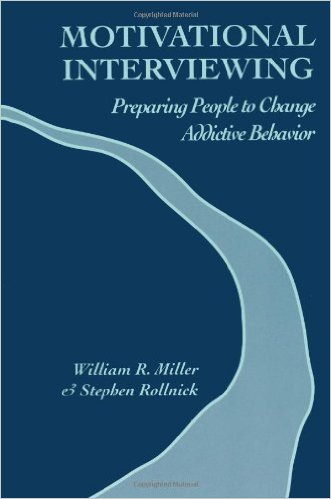 MOTIVATIONAL
INTERVIEWING
Preparing People to Change
Addictive Behavior
William R. Miller
& Stephen Rollnick